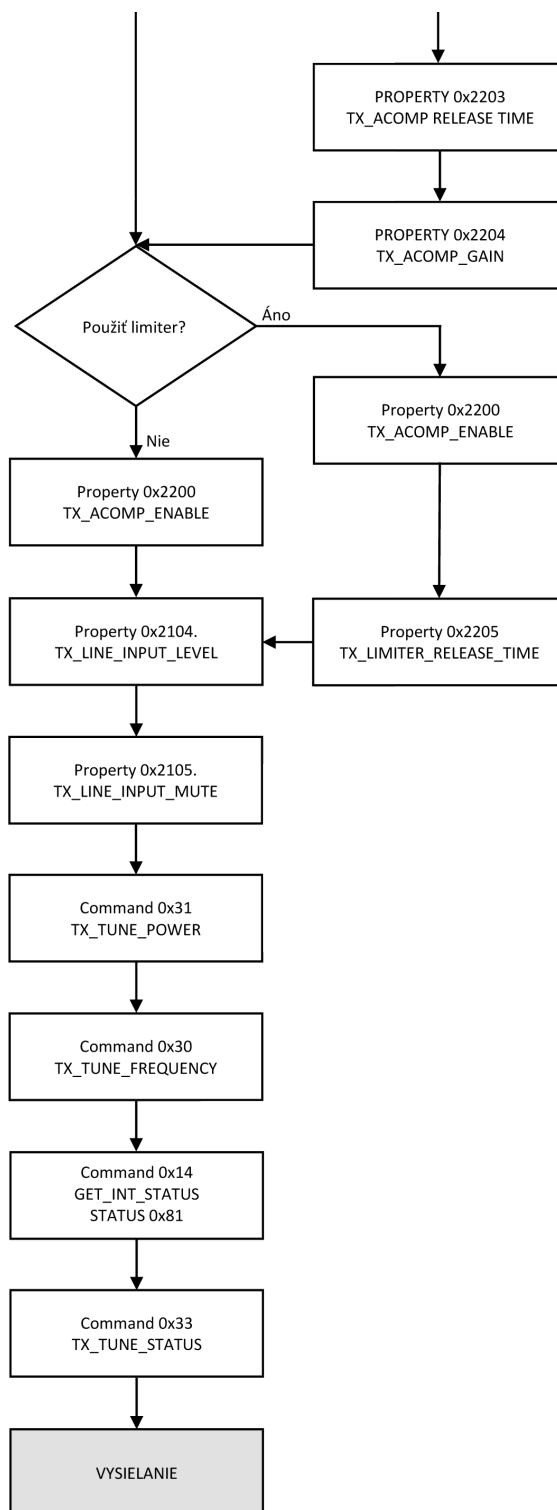 PROPERTY 0x2203
TX_ACOMP RELEASE TIME
PROPERTY 0x2204
TX_ACOMP_GAIN
Použiť limiter?
Áno
Property 0x2200
TX_ACOMP_ENABLE
Nie
Property 0x2200
TX_ACOMP_ENABLE
Property 0x2104.
TX_LINE_INPUT_LEVEL
Property 0x2205
TX_LIMITER_RELEASE_TIME
Property 0x2105.
TX_LINE_INPUT_MUTE
Command 0x31
TX_TUNE_POWER
Command 0x30
TX_TUNE_FREQUENCY
Command 0x14
GET_INT_STATUS
STATUS 0x81
Command 0x33
TX_TUNE_STATUS
VYSIELANIE